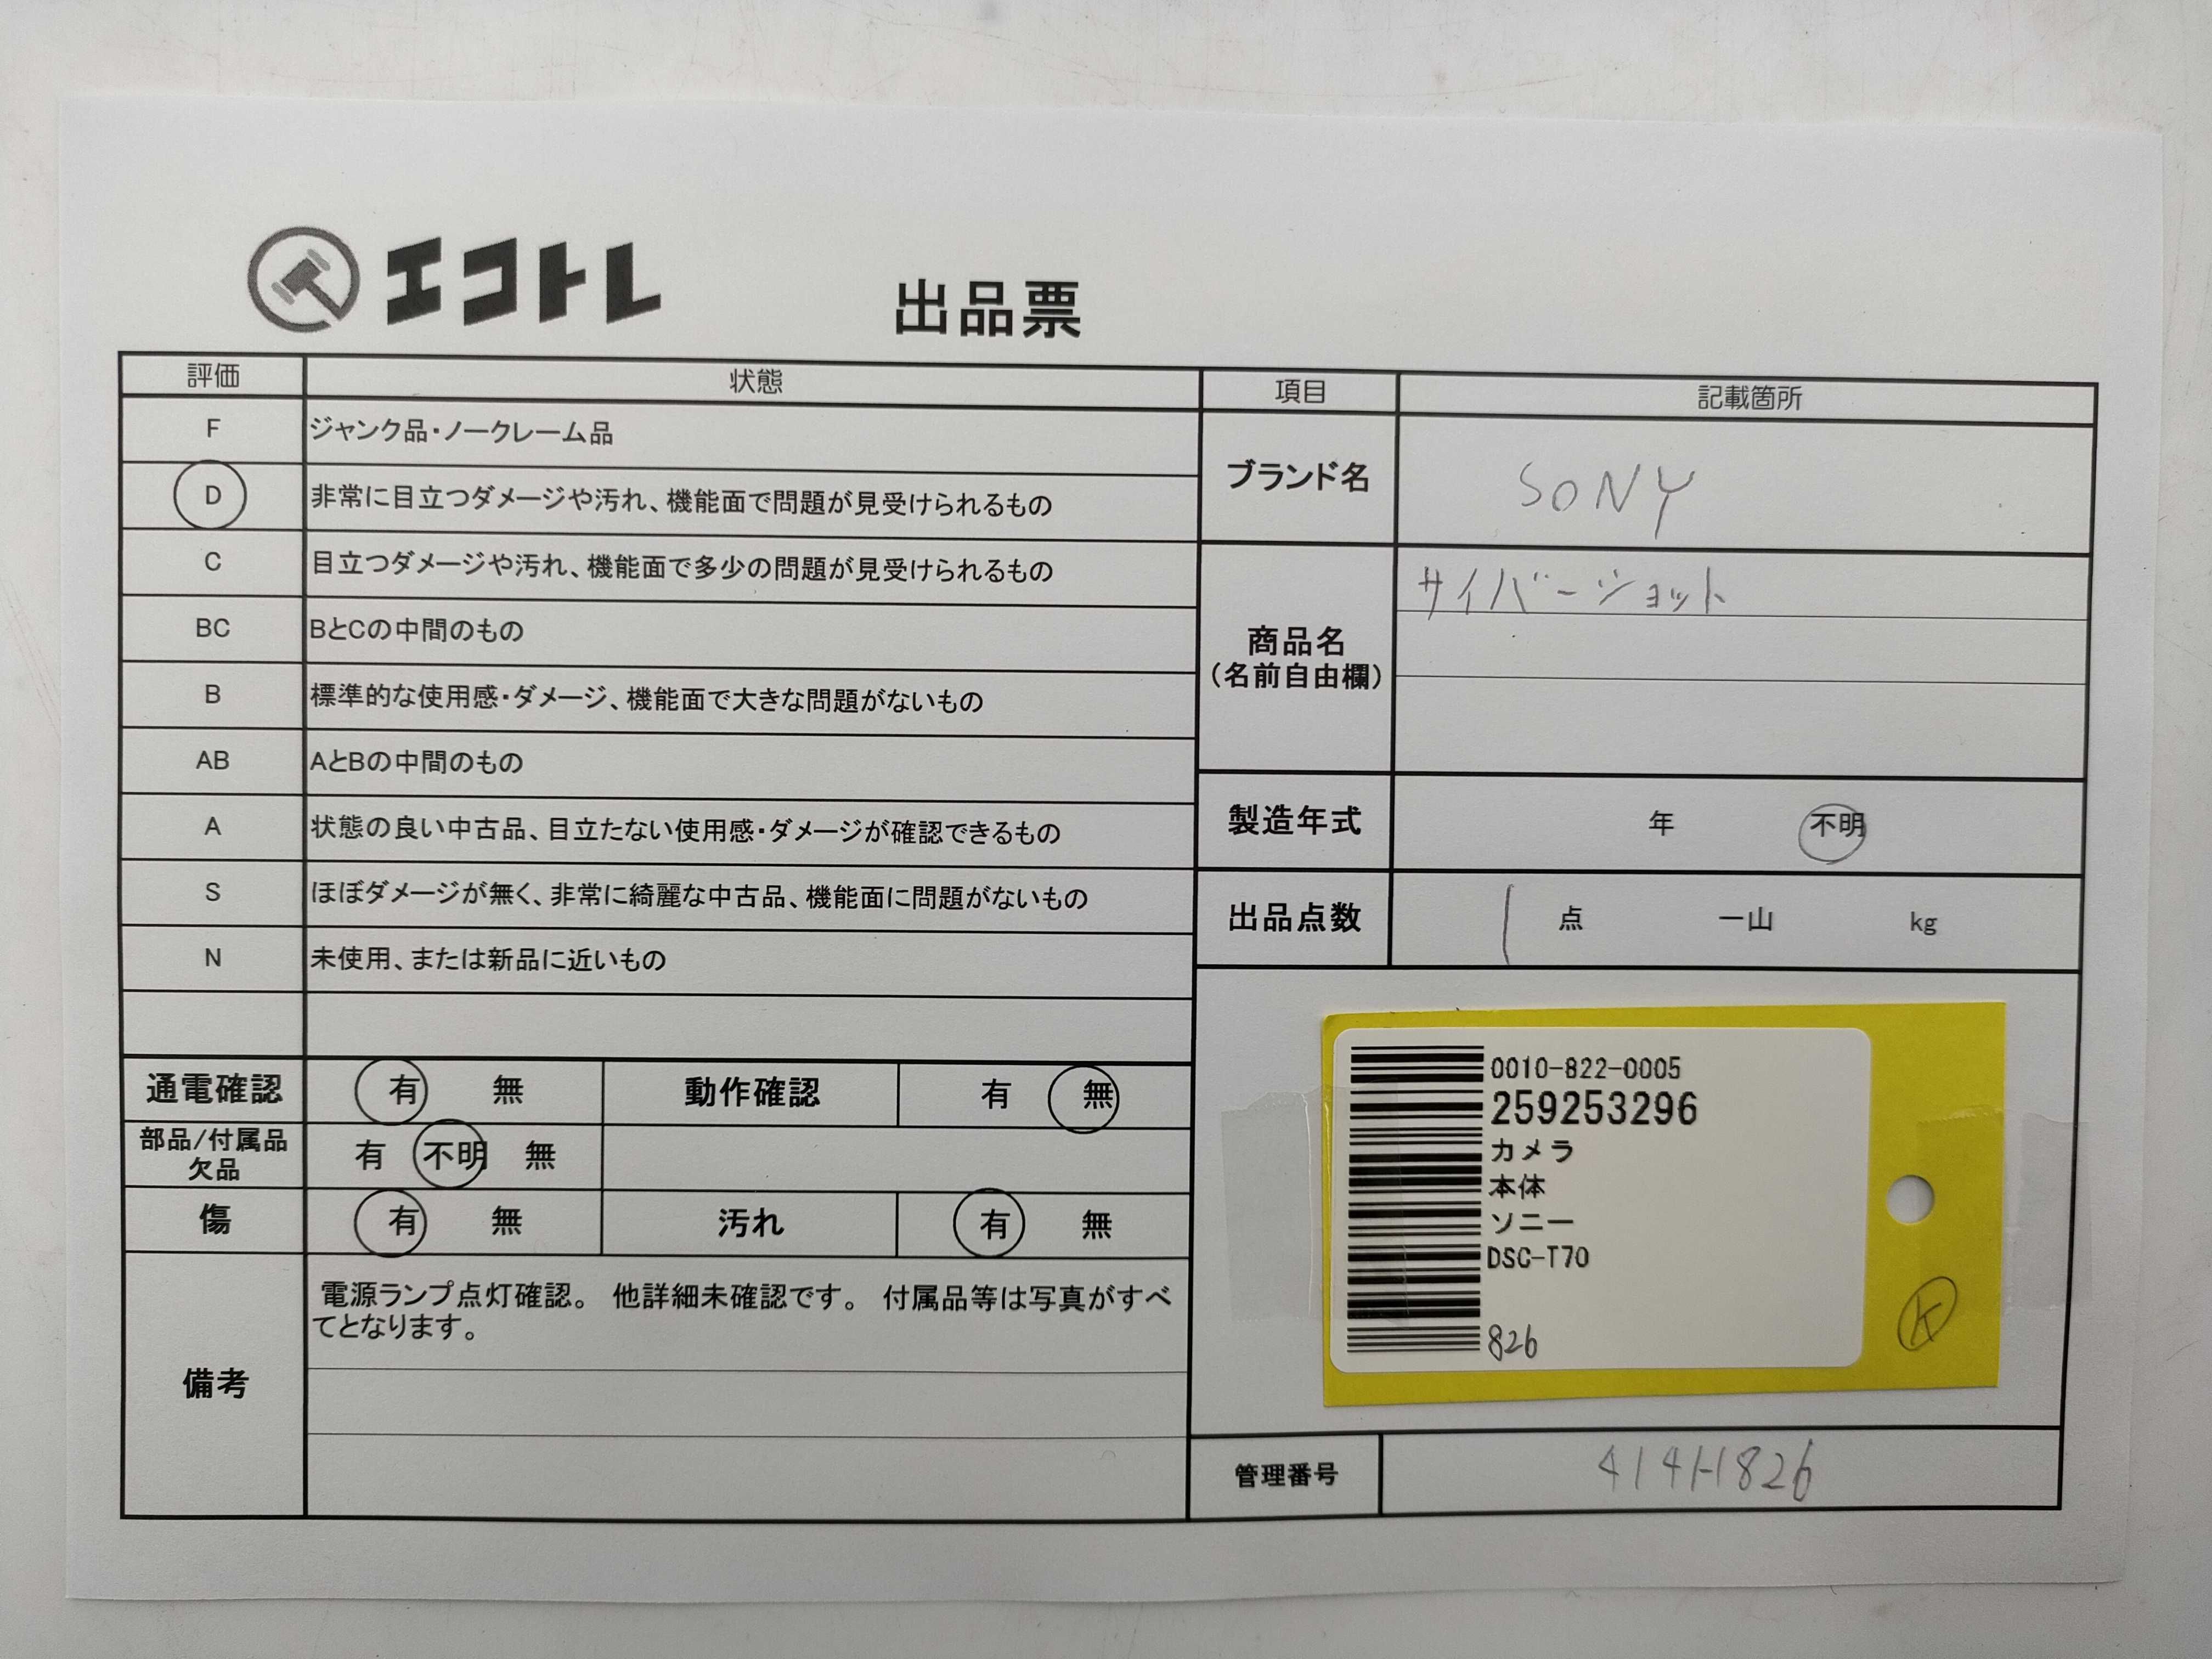 エコトレ
出品票
評価 状態
F ジャンク品・ノークレーム品
D 非常に目立つダメージや汚れ、機能面で問題が見受けられるもの
C 目立つダメージや汚れ、機能面で多少の問題が見受けられるもの
BC BとCの中間のもの
B 標準的な使用感・ダメージ、機能面で大きな問題がないもの
AB AとBの中間のもの
A 状態の良い中古品、目立たない使用感・ダメージが確認できるもの
S ほぼダメージが無く、非常に綺麗な中古品、機能面に問題がないもの
N 未使用、または新品に近いもの
通電確認 有 無 動作確認 有 無
部品/付属品
欠品
有 不明 無
傷 有 無 汚れ 有 無
備考
電源ランプ点灯確認。 他詳細未確認です。 付属品等は写真がすべ
てとなります。
項目 記載箇所
ブランド名 SONY
商品名
(名前自由欄)
サイバーショット
製造年式 年 不明
出品点数 1 点 一山 kg
0010-822-0005
259253296
カメラ
本体
ソニー
DSC-T70
826
K
管理番号 414H826